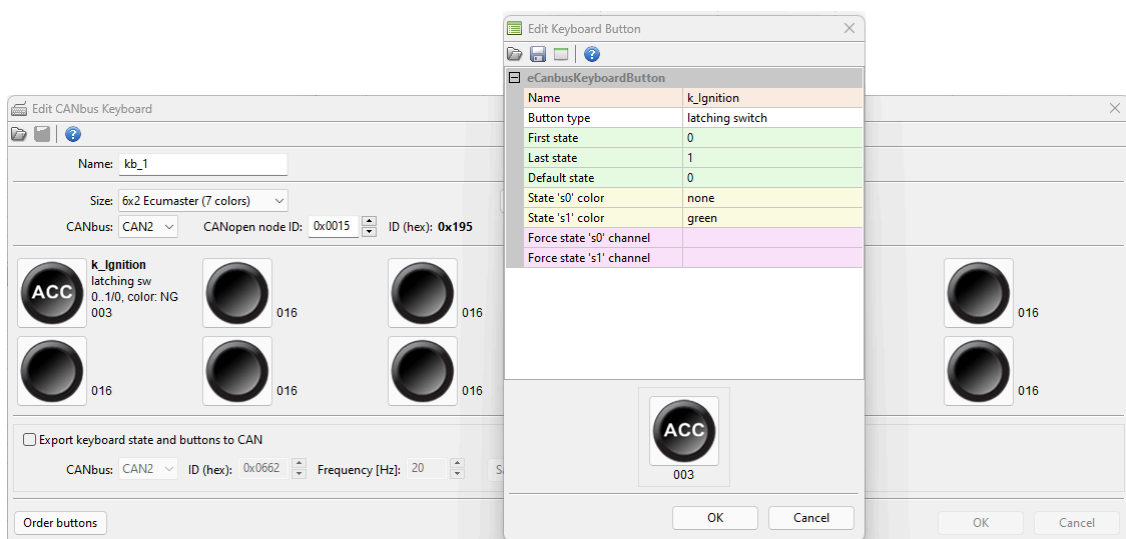 Edit Keyboard Button
eCanbusKeyboardButton
Name k_Ignition
Button type latching switch
First state 0
Last state 1
Default state 0
State 's0' color none
State 's1' color green
Force state 's0' channel
Force state 's1' channel
ACC
003
OK Cancel
Edit CANbus Keyboard
Name: kb_1
Size: 6x2 Ecumaster (7 colors)
CANbus: CAN2 CANopen node ID: 0x0015 ID (hex): 0x195
ACC
k_Ignition
latching sw
0..1/0, color: NG
003
016 016 016
016 016 016 016
Export keyboard state and buttons to CAN
CANbus: CAN2 ID (hex): 0x0662 Frequency [Hz]: 20
Order buttons OK Cancel